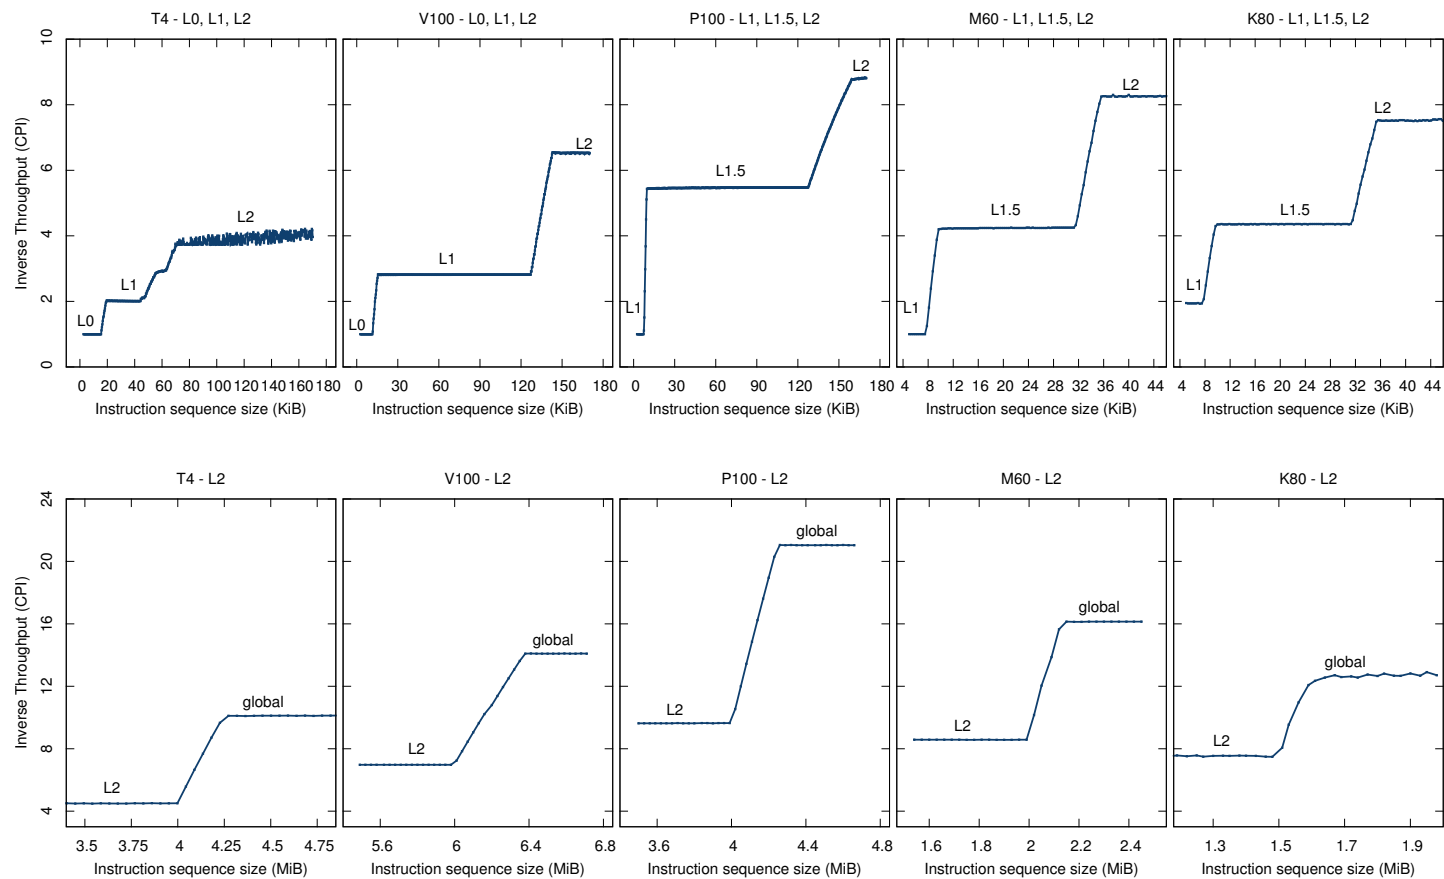 T4 - L0, L1, L2
V100 - L0, L1, L2
P100 - L1, L1.5, L2
M60 - L1, L1.5, L2
K80 - L1, L1.5, L2
Inverse Throughput (CPI)
10
8
6
4
2
0
L0
L1
L2
0 20 40 60 80 100 120 140 160 180
Instruction sequence size (KiB)
L0
L1
L2
0 30 60 90 120 150 180
Instruction sequence size (KiB)
L1
L1.5
L2
0 30 60 90 120 150 180
Instruction sequence size (KiB)
L1
L1.5
L2
4 8 12 16 20 24 28 32 36 40 44
Instruction sequence size (KiB)
L1
L1.5
L2
4 8 12 16 20 24 28 32 36 40 44
Instruction sequence size (KiB)
T4 - L2
V100 - L2
P100 - L2
M60 - L2
K80 - L2
Inverse Throughput (CPI)
24
20
16
12
8
4
L2
global
3.5 3.75 4 4.25 4.5 4.75
Instruction sequence size (MiB)
L2
global
5.6 6 6.4 6.8
Instruction sequence size (MiB)
L2
global
3.6 4 4.4 4.8
Instruction sequence size (MiB)
L2
global
1.6 1.8 2 2.2 2.4
Instruction sequence size (MiB)
L2
global
1.3 1.5 1.7 1.9
Instruction sequence size (MiB)